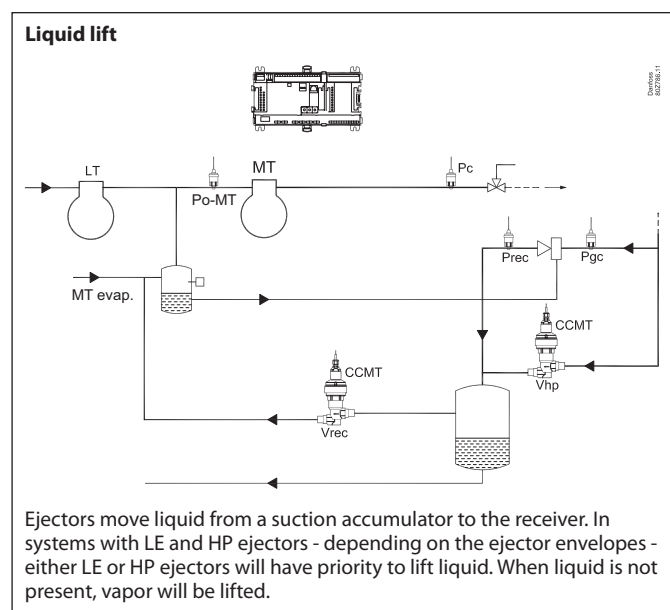 Liquid lift
Danfoss
80Z786.11
LT
Po-MT
MT
Pc
Prec
Pgc
MT evap.
CCMT
Vhp
CCMT
Vrec
Ejectors move liquid from a suction accumulator to the receiver. In
systems with LE and HP ejectors - depending on the ejector envelopes -
either LE or HP ejectors will have priority to lift liquid. When liquid is not
present, vapor will be lifted.